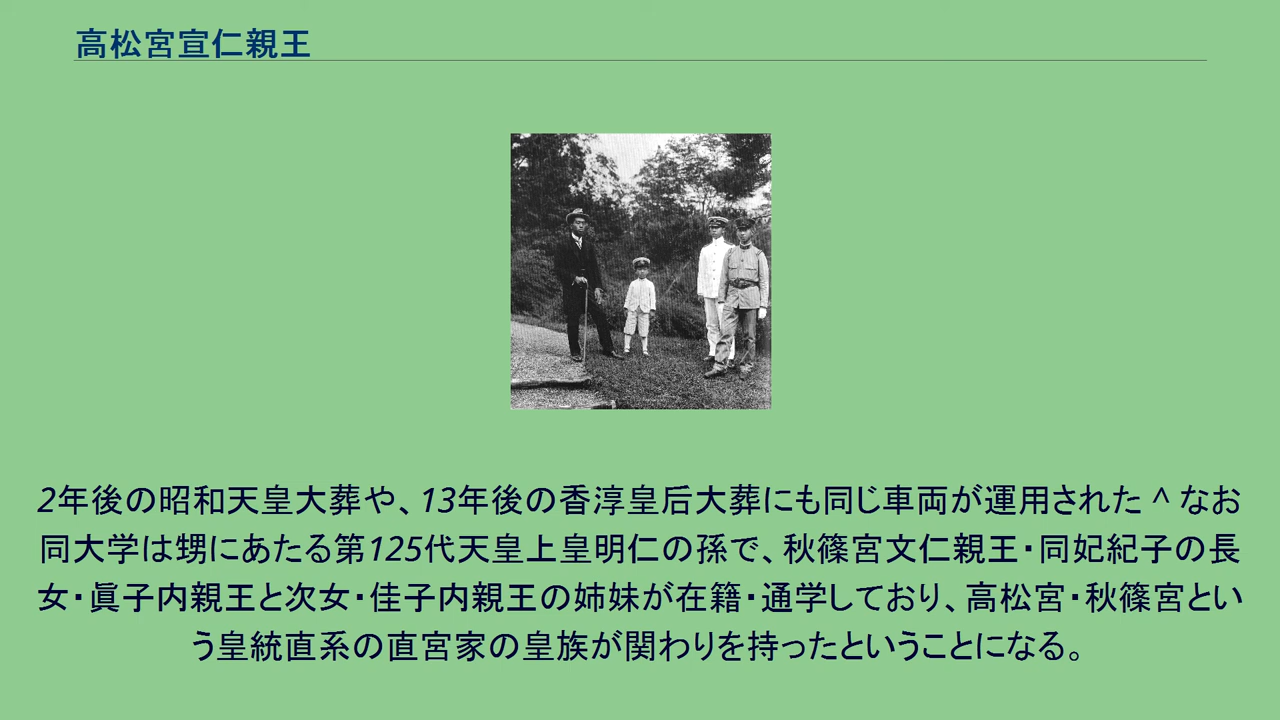 高松宮宣仁親王
2年後の昭和天皇大葬や、13年後の香淳皇后大葬にも同じ車両が運用された ^ なお
同大学は甥にあたる第125代天皇上皇明仁の孫で、秋篠宮文仁親王・同妃紀子の長
女・眞子内親王と次女・佳子内親王の姉妹が在籍・通学しており、高松宮・秋篠宮とい
う皇統直系の直宮家の皇族が関わりを持ったということになる。